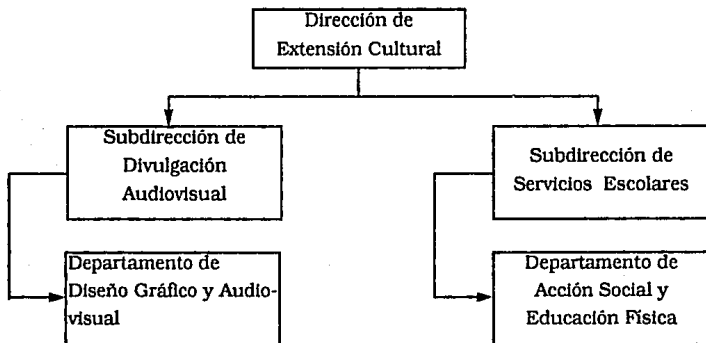 Dirección de
Extensión Cultural
Subdirección de
Divulgación
Audiovisual
Subdirección de
Servicios Escolares
Departamento de
Diseño Gráfico y Audio-
visual
Departamento de
Acción Social y
Educación Física